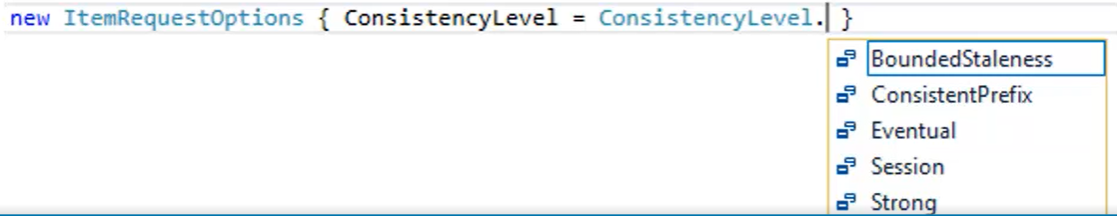 new ItemRequestOptions { ConsistencyLevel = ConsistencyLevel. }
BoundedStaleness
ConsistentPrefix
Eventual
Session
Strong